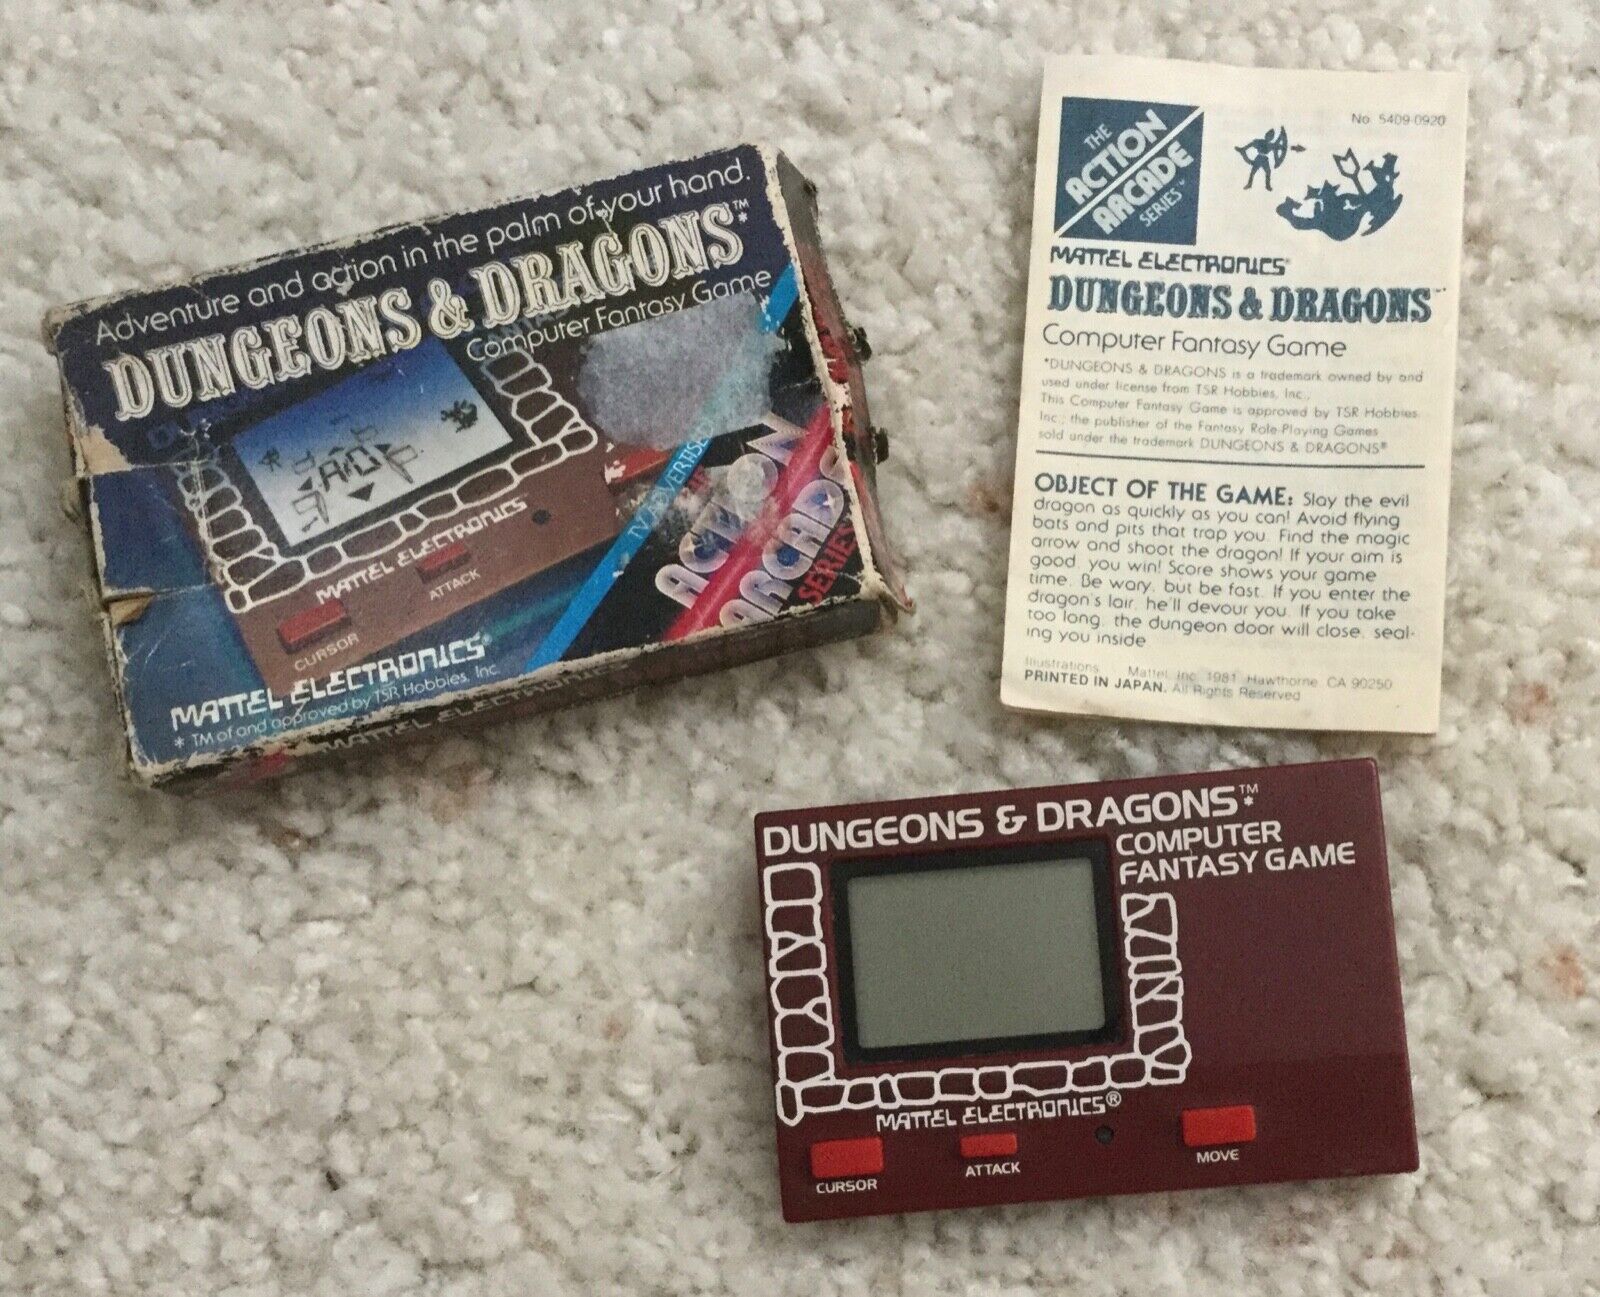 Adventure and action in the palm of your hand.
DUNGEONS & DRAGONS™*
Computer Fantasy Game
MATTEL ELECTRONICS
CURSOR
ATTACK
TV ADVERTISED
ACTION
ARCADE
SERIES
MATTEL ELECTRONICS®
* TM of and approved by TSR Hobbies, Inc.
MATTEL ELECTRONICS
THE
ACTION
ARCADE
SERIES™
No. 5409-0920
MATTEL ELECTRONICS®
DUNGEONS & DRAGONS™*
Computer Fantasy Game
*DUNGEONS & DRAGONS is a trademark owned by and
used under license from TSR Hobbies, Inc.,
This Computer Fantasy Game is approved by TSR Hobbies
Inc., the publisher of the Fantasy Role-Playing Games
sold under the trademark DUNGEONS & DRAGONS®
OBJECT OF THE GAME: Slay the evil
dragon as quickly as you can! Avoid flying
bats and pits that trap you. Find the magic
arrow and shoot the dragon! If your aim is
good, you win! Score shows your game
time. Be wary, but be fast. If you enter the
dragon's lair, he'll devour you. If you take
too long, the dungeon door will close, seal-
ing you inside
Illustrations Mattel, Inc. 1981 Hawthorne, CA 90250
PRINTED IN JAPAN. All Rights Reserved
DUNGEONS & DRAGONS™*
COMPUTER
FANTASY GAME
MATTEL ELECTRONICS®
CURSOR
ATTACK
MOVE